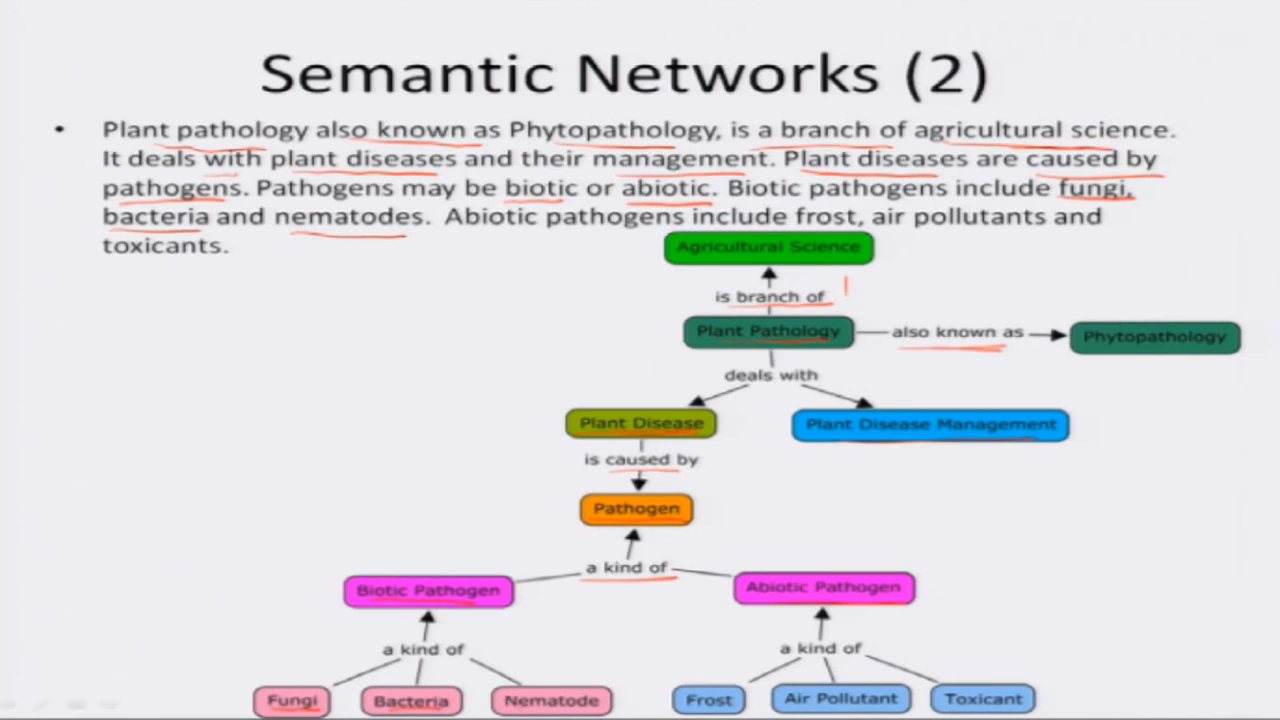 Semantic Networks (2)
• Plant pathology also known as Phytopathology, is a branch of agricultural science.
It deals with plant diseases and their management. Plant diseases are caused by
pathogens. Pathogens may be biotic or abiotic. Biotic pathogens include fungi,
bacteria and nematodes. Abiotic pathogens include frost, air pollutants and
toxicants.
Agricultural Science
is branch of
Plant Pathology also known as Phytopathology
deals with
Plant Disease Plant Disease Management
is caused by
Pathogen
a kind of
Biotic Pathogen Abiotic Pathogen
a kind of a kind of
Fungi Bacteria Nematode Frost Air Pollutant Toxicant